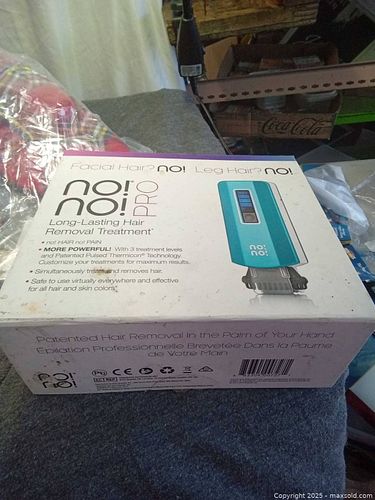 Coca-Cola
Facial Hair? no! Leg Hair? no!
no!
no! PRO
Long-Lasting Hair
Removal Treatment
• not HAIR not PAIN
• MORE POWERFUL! With 3 treatment levels
and Patented Pulsed Thermicon® Technology.
Customize your treatments for maximum results.
• Simultaneously treats and removes hair.
• Safe to use virtually everywhere and effective
for all hair and skin colors.
no!
no!
Patented Hair Removal In the Palm of Your Hand
Epilation Professionnelle Brevetée Dans la Paume
de Votre Main
no!
no!
CE
Copyright 2025 - maxsold.com